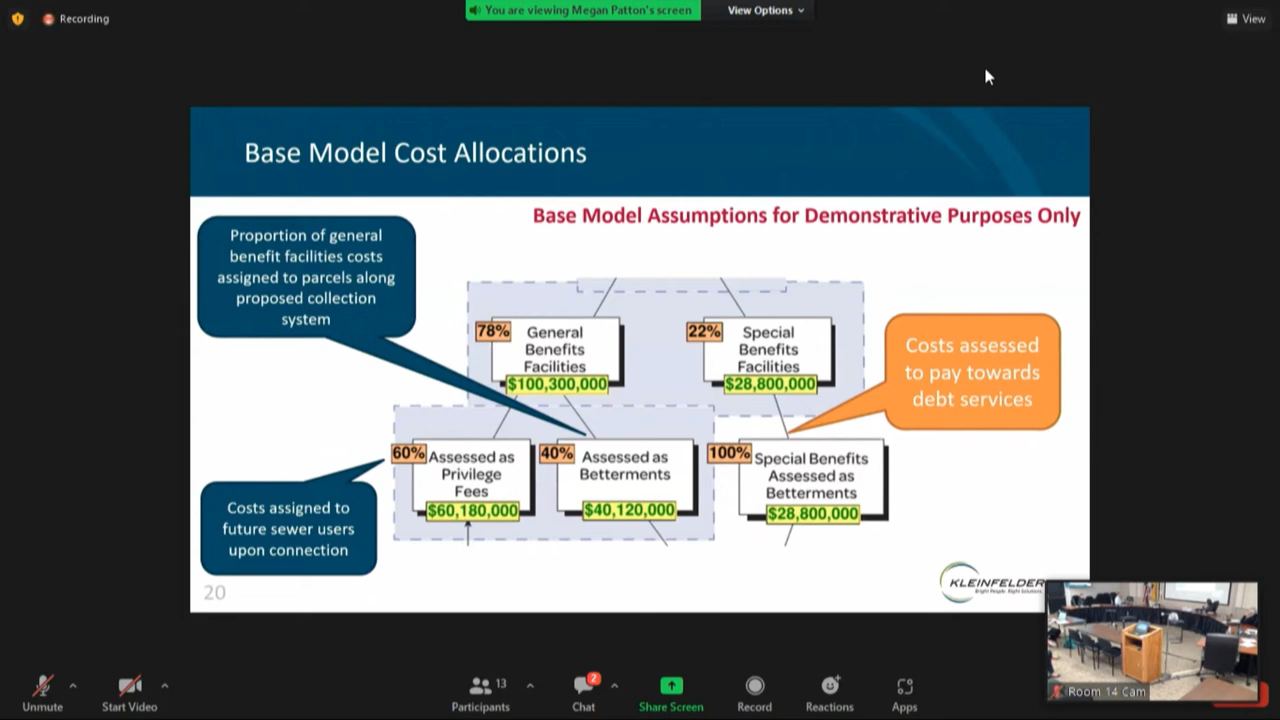 Recording
You are viewing Megan Patton's screen
View Options
View
Base Model Cost Allocations
Base Model Assumptions for Demonstrative Purposes Only
Proportion of general
benefit facilities costs
assigned to parcels along
proposed collection
system
78%
General
Benefits
Facilities
$100,300,000
22%
Special
Benefits
Facilities
$28,800,000
Costs assessed
to pay towards
debt services
60%
Assessed as
Privilege
Fees
$60,180,000
40%
Assessed as
Betterments
$40,120,000
100%
Special Benefits
Assessed as
Betterments
$28,800,000
Costs assigned to
future sewer users
upon connection
20
KLEINFELDER
Bright People. Right Solutions.
Room 14 Cam
Unmute
Start Video
13
Participants
2
Chat
Share Screen
Record
Reactions
Apps